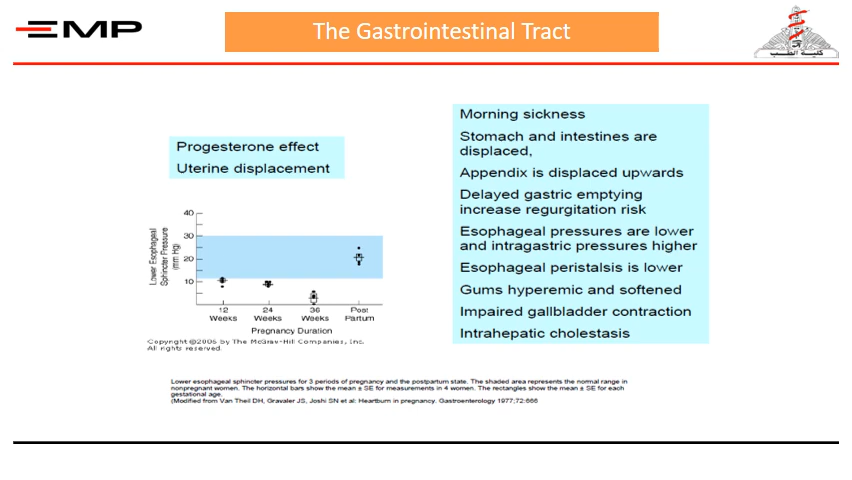 EMP
The Gastrointestinal Tract
كلية الطب
Progesterone effect
Uterine displacement
Lower Esophageal
Sphincter Pressure
(mm Hg)
40
30
20
10
12
Weeks
24
Weeks
36
Weeks
Post
Partum
Pregnancy Duration
Copyright ©2006 by The McGraw-Hill Companies, Inc.
All rights reserved.
Morning sickness
Stomach and intestines are
displaced,
Appendix is displaced upwards
Delayed gastric emptying
increase regurgitation risk
Esophageal pressures are lower
and intragastric pressures higher
Esophageal peristalsis is lower
Gums hyperemic and softened
Impaired gallbladder contraction
Intrahepatic cholestasis
Lower esophageal sphincter pressures for 3 periods of pregnancy and the postpartum state. The shaded area represents the normal range in
nonpregnant women. The horizontal bars show the mean ± SE for measurements in 4 women. The rectangles show the mean ± SE for each
gestational age.
(Modified from Van Theil DH, Gravaler JS, Joshi SN et al: Heartburn in pregnancy. Gastroenterology 1977;72:666